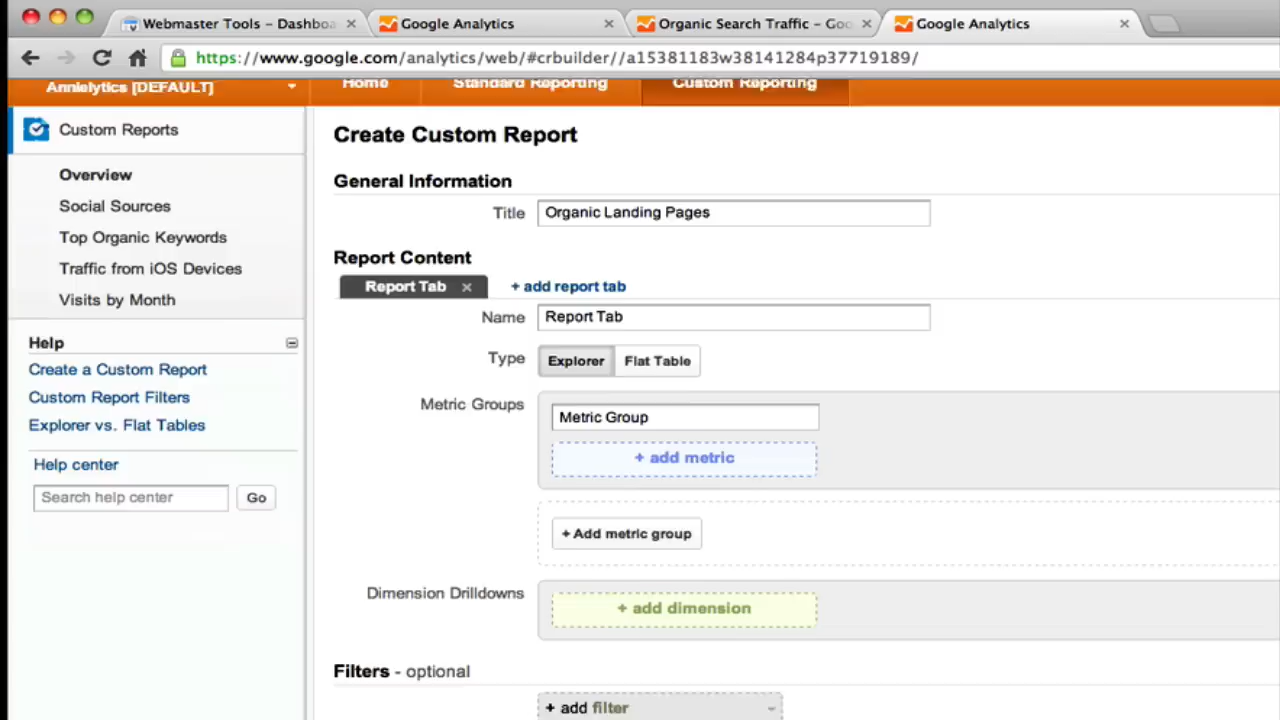 Webmaster Tools – Dashboa
Google Analytics
Organic Search Traffic – Goo
Google Analytics
https://www.google.com/analytics/web/#crbuilder//a15381183w38141284p37719189/
Annielytics [DEFAULT]
Home
Standard Reporting
Custom Reporting
Custom Reports
Overview
Social Sources
Top Organic Keywords
Traffic from iOS Devices
Visits by Month
Help
Create a Custom Report
Custom Report Filters
Explorer vs. Flat Tables
Help center
Search help center Go
Create Custom Report
General Information
Title Organic Landing Pages
Report Content
Report Tab × + add report tab
Name Report Tab
Type Explorer Flat Table
Metric Groups
Metric Group
+ add metric
+ Add metric group
Dimension Drilldowns
+ add dimension
Filters - optional
+ add filter